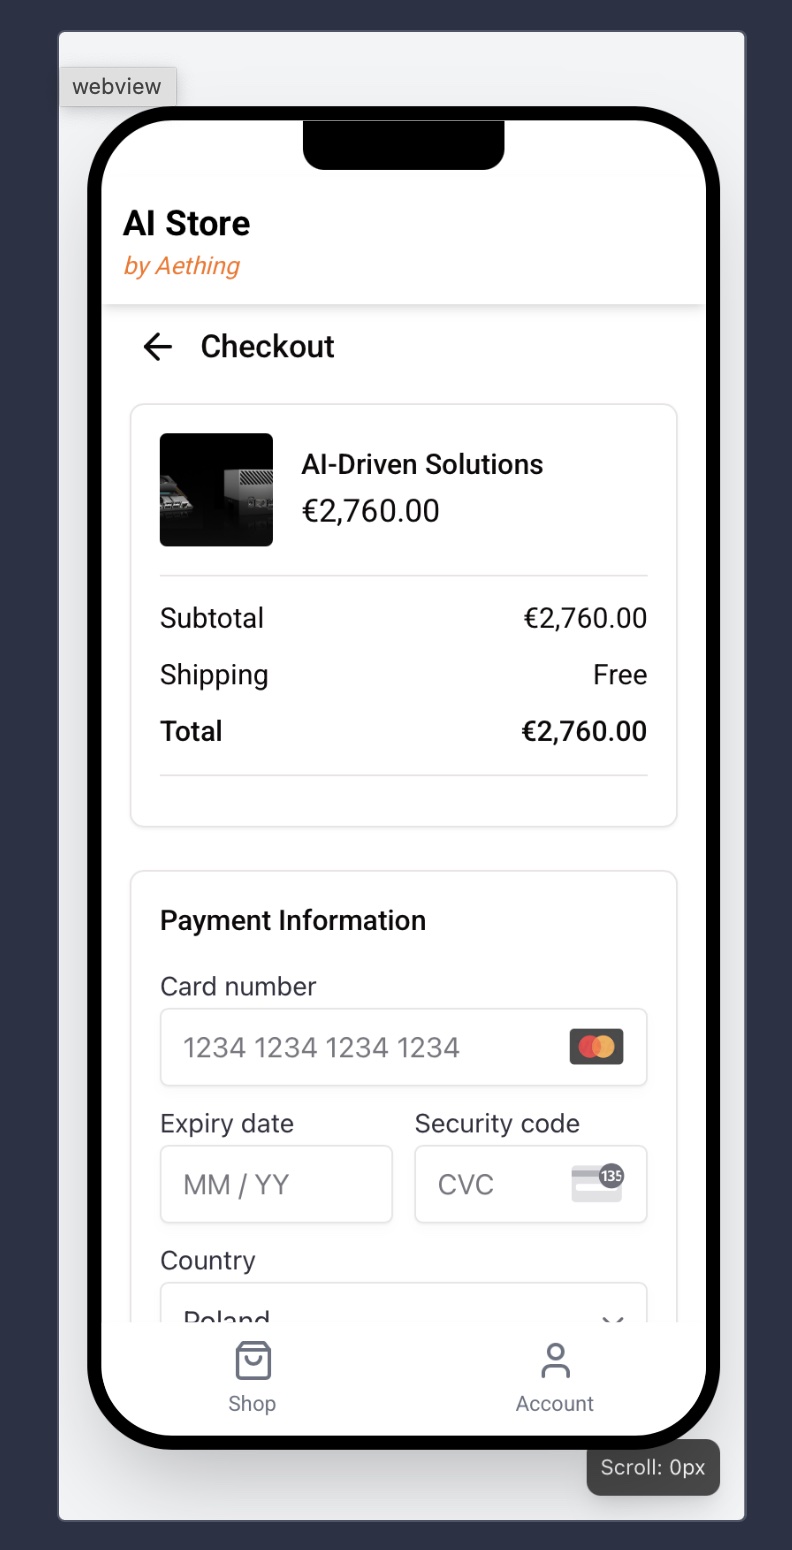 webview
AI Store
by Aething
Checkout
AI-Driven Solutions
€2,760.00
Subtotal €2,760.00
Shipping Free
Total €2,760.00
Payment Information
Card number
1234 1234 1234 1234
Expiry date Security code
MM / YY CVC 135
Country
Poland
Shop Account
Scroll: 0px